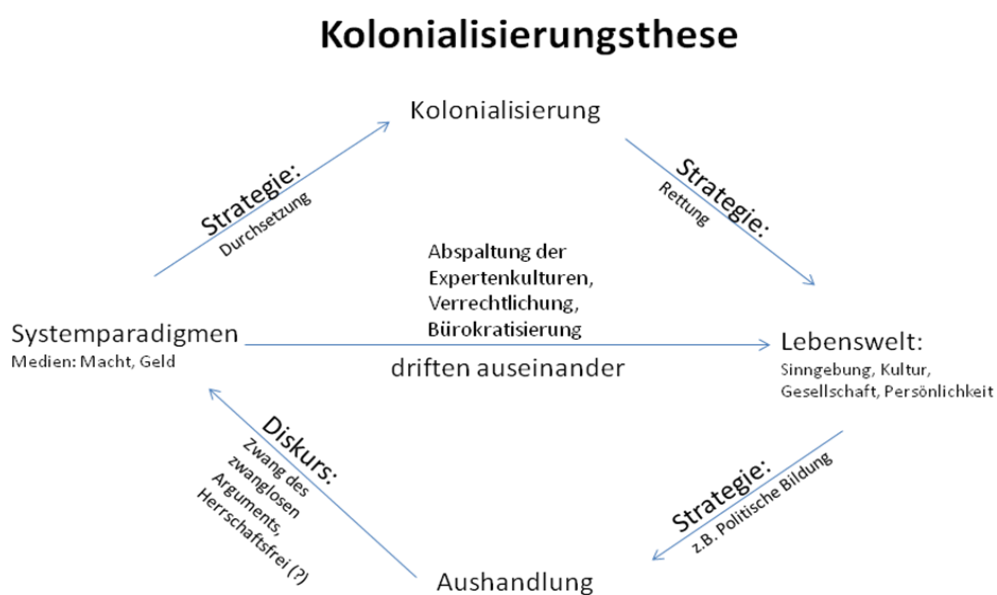 Kolonialisierungsthese
Kolonialisierung
Strategie:
Durchsetzung
Strategie:
Rettung
Abspaltung der
Expertenkulturen,
Verrechtlichung,
Bürokratisierung
Systemparadigmen
Medien: Macht, Geld
driften auseinander
Lebenswelt:
Sinngebung, Kultur,
Gesellschaft, Persönlichkeit
Diskurs:
Zwang des
zwanglosen
Arguments,
Herrschaftsfrei (?)
Strategie:
z.B. Politische Bildung
Aushandlung